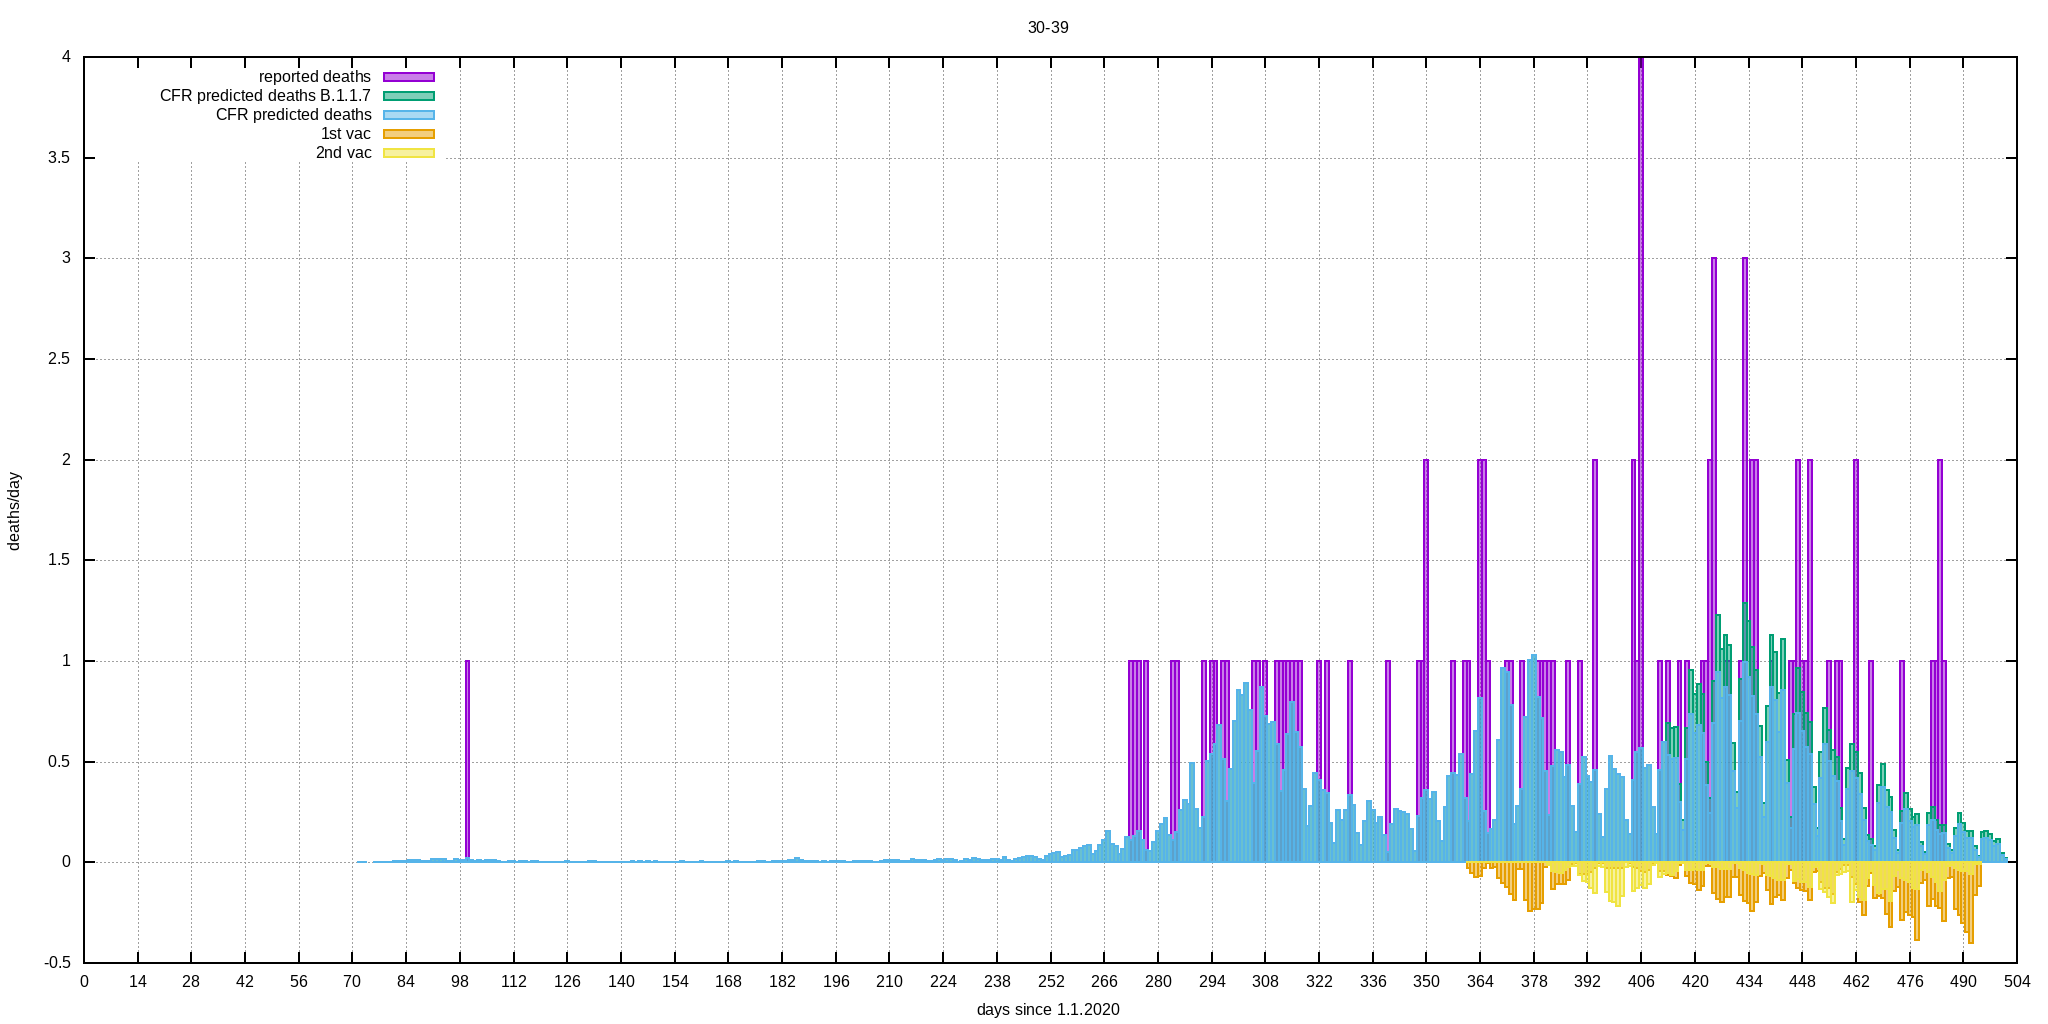 30-39
4
3.5
3
2.5
2
1.5
1
0.5
0
-0.5
deaths/day
reported deaths
CFR predicted deaths B.1.1.7
CFR predicted deaths
1st vac
2nd vac
0 14 28 42 56 70 84 98 112 126 140 154 168 182 196 210 224 238 252 266 280 294 308 322 336 350 364 378 392 406 420 434 448 462 476 490 504
days since 1.1.2020